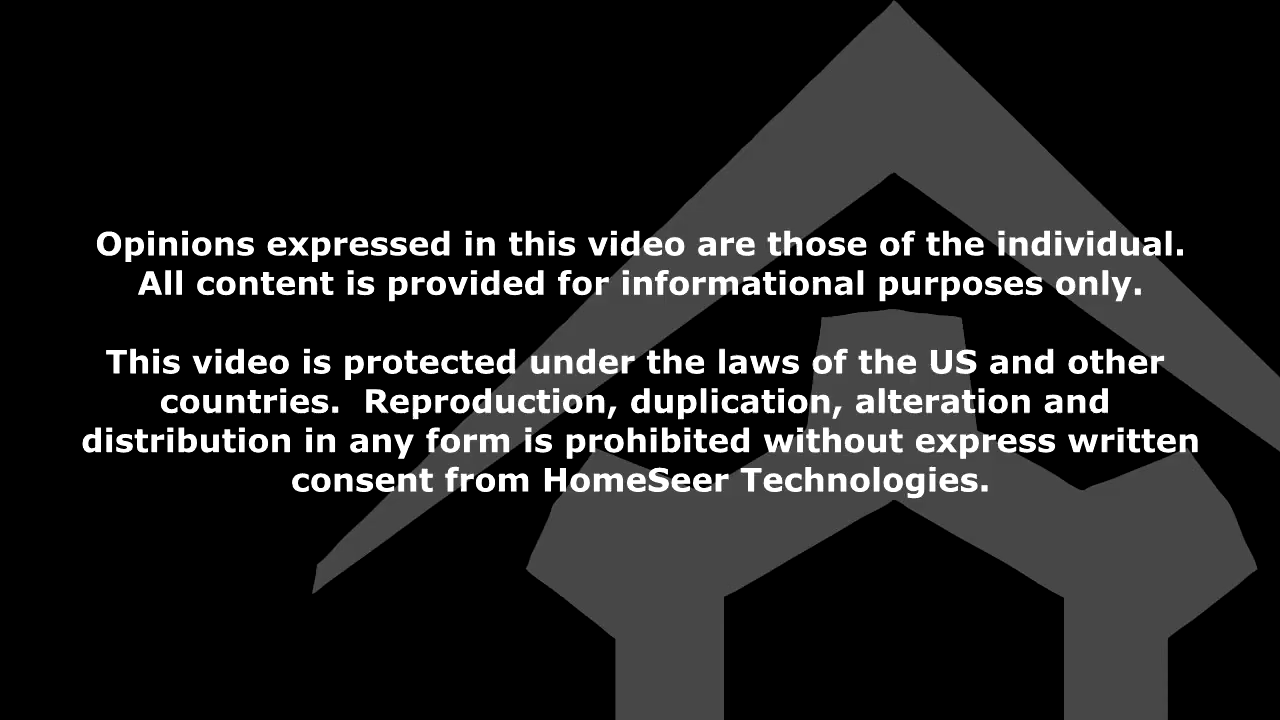 Opinions expressed in this video are those of the individual.
All content is provided for informational purposes only.
This video is protected under the laws of the US and other
countries.  Reproduction, duplication, alteration and
distribution in any form is prohibited without express written
consent from HomeSeer Technologies.